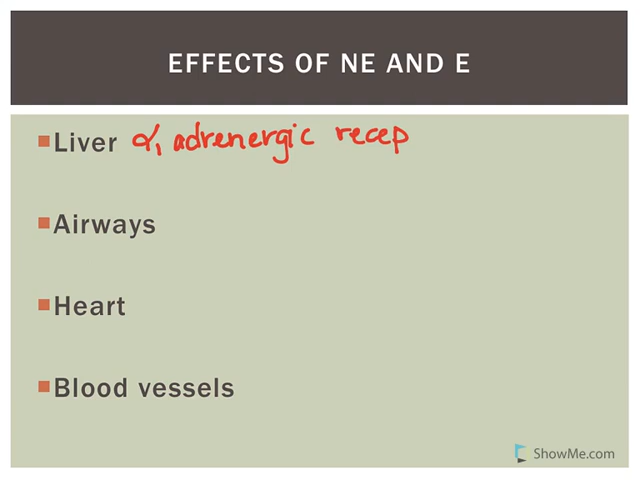 EFFECTS OF NE AND E
Liver α₁ adrenergic recep
Airways
Heart
Blood vessels
ShowMe.com